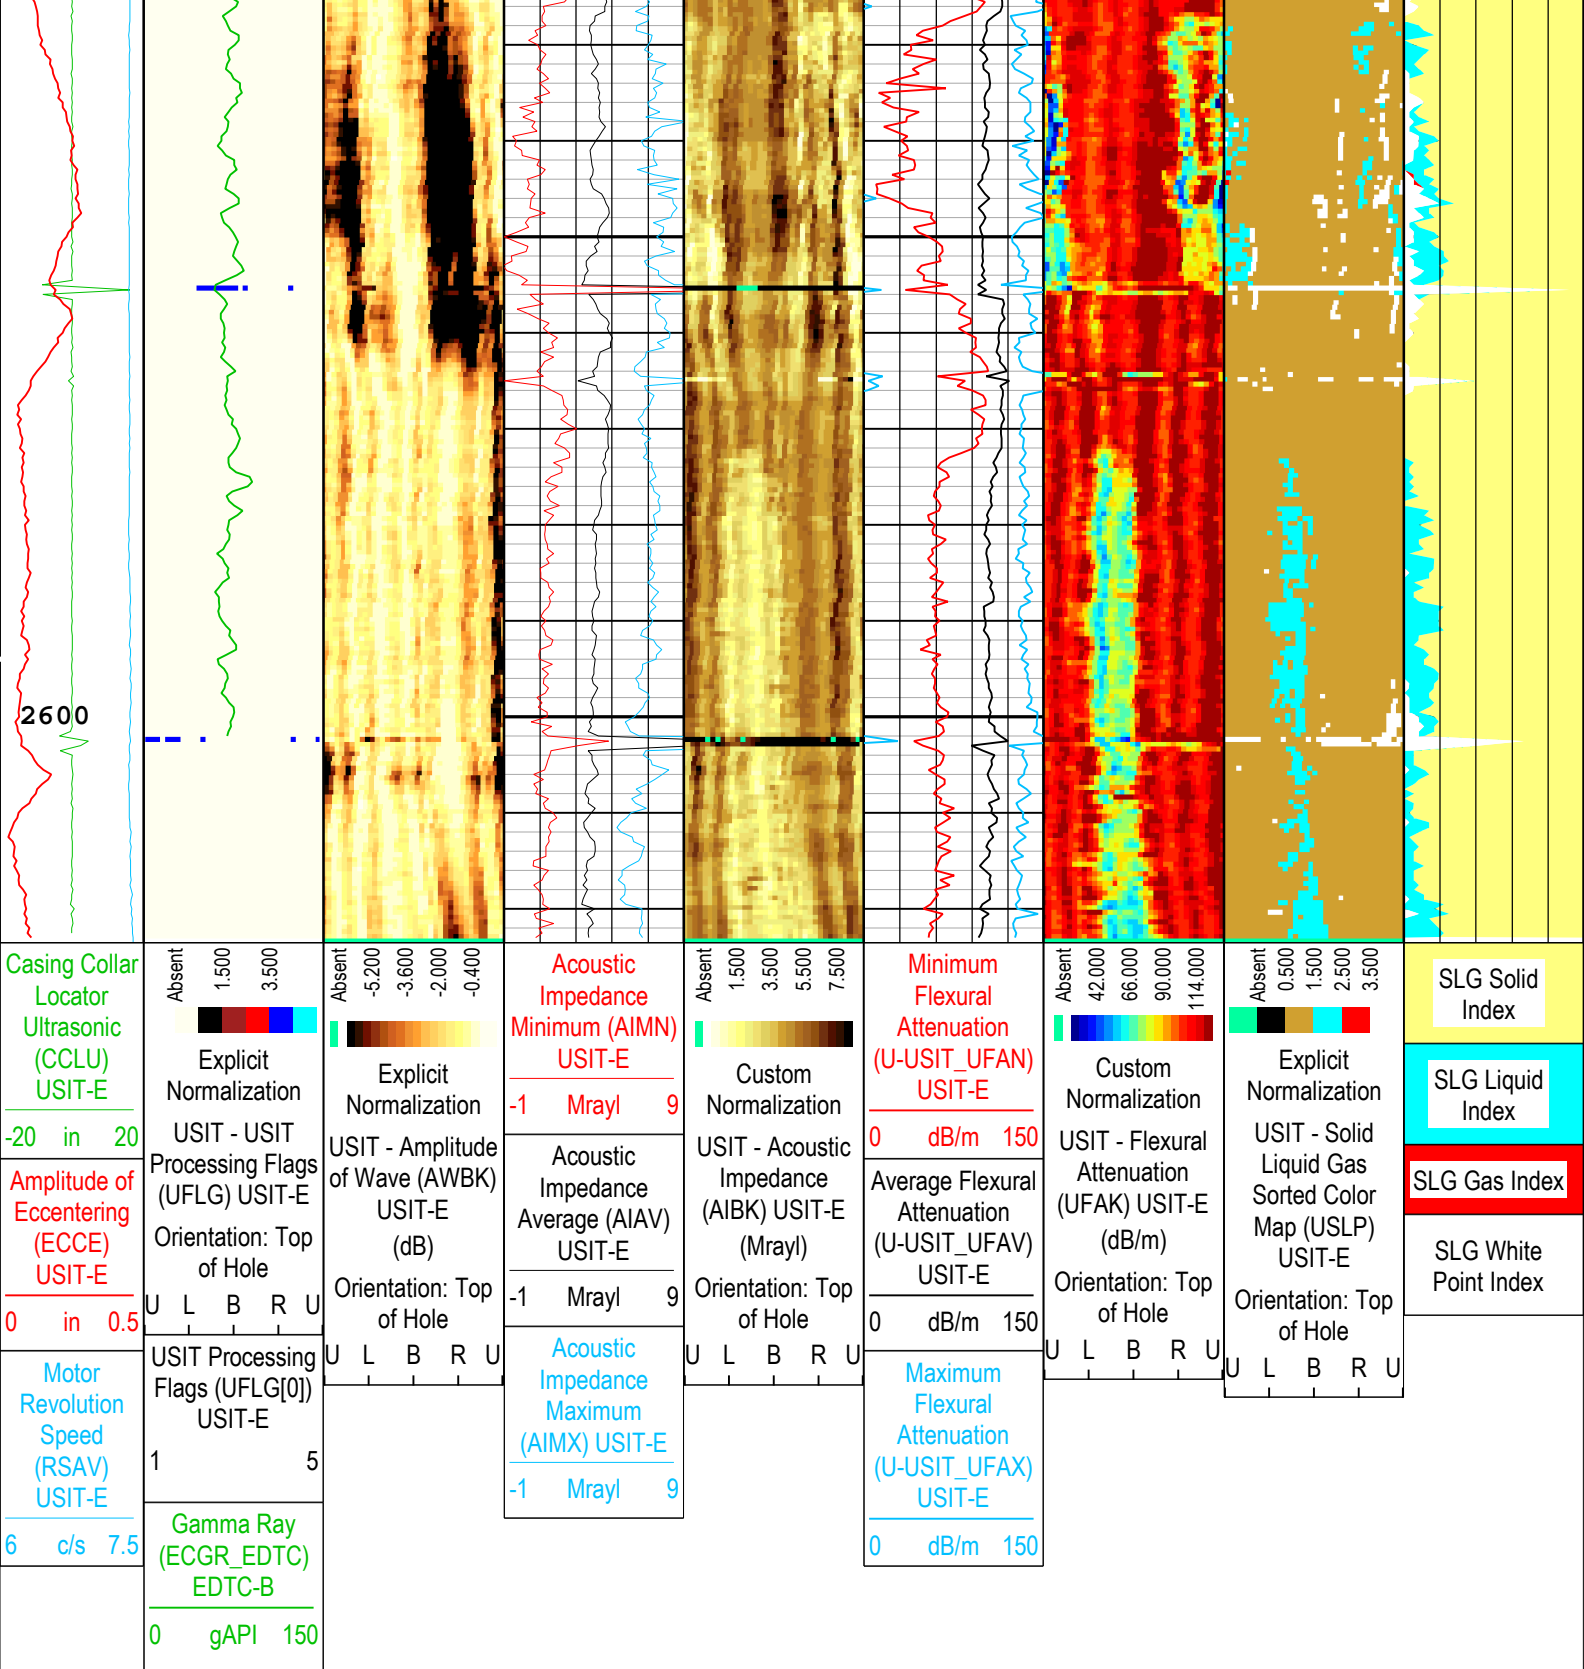 2600
Casing Collar
Locator
Ultrasonic
(CCLU)
USIT-E
-20 in 20
Amplitude of
Eccentering
(ECCE)
USIT-E
0 in 0.5
Motor
Revolution
Speed
(RSAV)
USIT-E
6 c/s 7.5
Absent 1.500 3.500
Explicit
Normalization
USIT - USIT
Processing Flags
(UFLG) USIT-E
Orientation: Top
of Hole
U L B R U
USIT Processing
Flags (UFLG[0])
USIT-E
1 5
Gamma Ray
(ECGR_EDTC)
EDTC-B
0 gAPI 150
Absent -5.200 -3.600 -2.000 -0.400
Explicit
Normalization
USIT - Amplitude
of Wave (AWBK)
USIT-E
(dB)
Orientation: Top
of Hole
U L B R U
Acoustic
Impedance
Minimum (AIMN)
USIT-E
-1 Mrayl 9
Acoustic
Impedance
Average (AIAV)
USIT-E
-1 Mrayl 9
Acoustic
Impedance
Maximum
(AIMX) USIT-E
-1 Mrayl 9
Absent 1.500 3.500 5.500 7.500
Custom
Normalization
USIT - Acoustic
Impedance
(AIBK) USIT-E
(Mrayl)
Orientation: Top
of Hole
U L B R U
Minimum
Flexural
Attenuation
(U-USIT_UFAN)
USIT-E
0 dB/m 150
Average Flexural
Attenuation
(U-USIT_UFAV)
USIT-E
0 dB/m 150
Maximum
Flexural
Attenuation
(U-USIT_UFAX)
USIT-E
0 dB/m 150
Absent 42.000 66.000 90.000 114.000
Custom
Normalization
USIT - Flexural
Attenuation
(UFAK) USIT-E
(dB/m)
Orientation: Top
of Hole
U L B R U
Absent 0.500 1.500 2.500 3.500
Explicit
Normalization
USIT - Solid
Liquid Gas
Sorted Color
Map (USLP)
USIT-E
Orientation: Top
of Hole
U L B R U
SLG Solid
Index
SLG Liquid
Index
SLG Gas Index
SLG White
Point Index